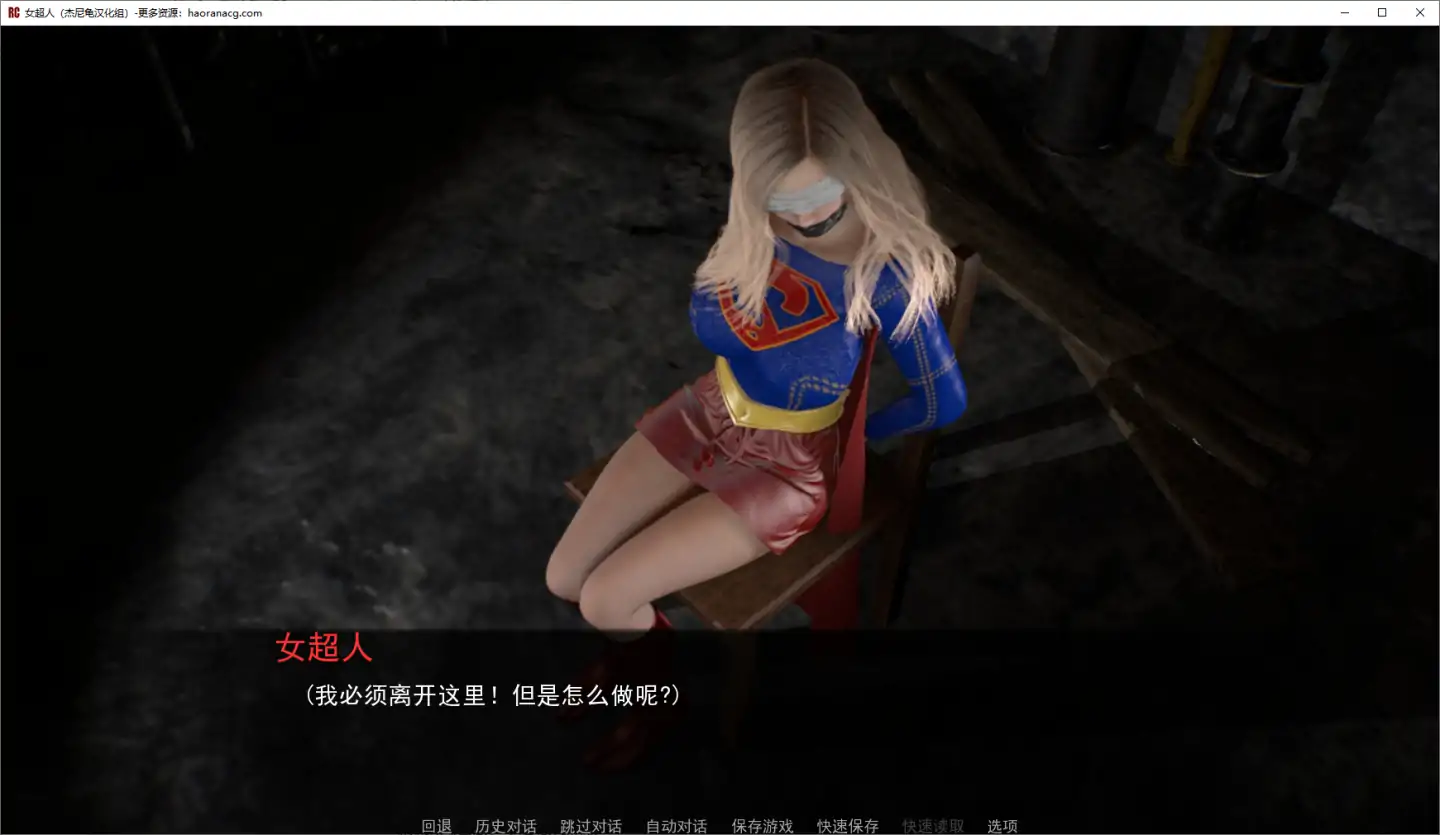 RC 女超人（杰尼龟汉化组）-更多资源：haoranacg.com
女超人
（我必须离开这里！但是怎么做呢?）
回退 历史对话 跳过对话 自动对话 保存游戏 快速保存 快速读取 选项